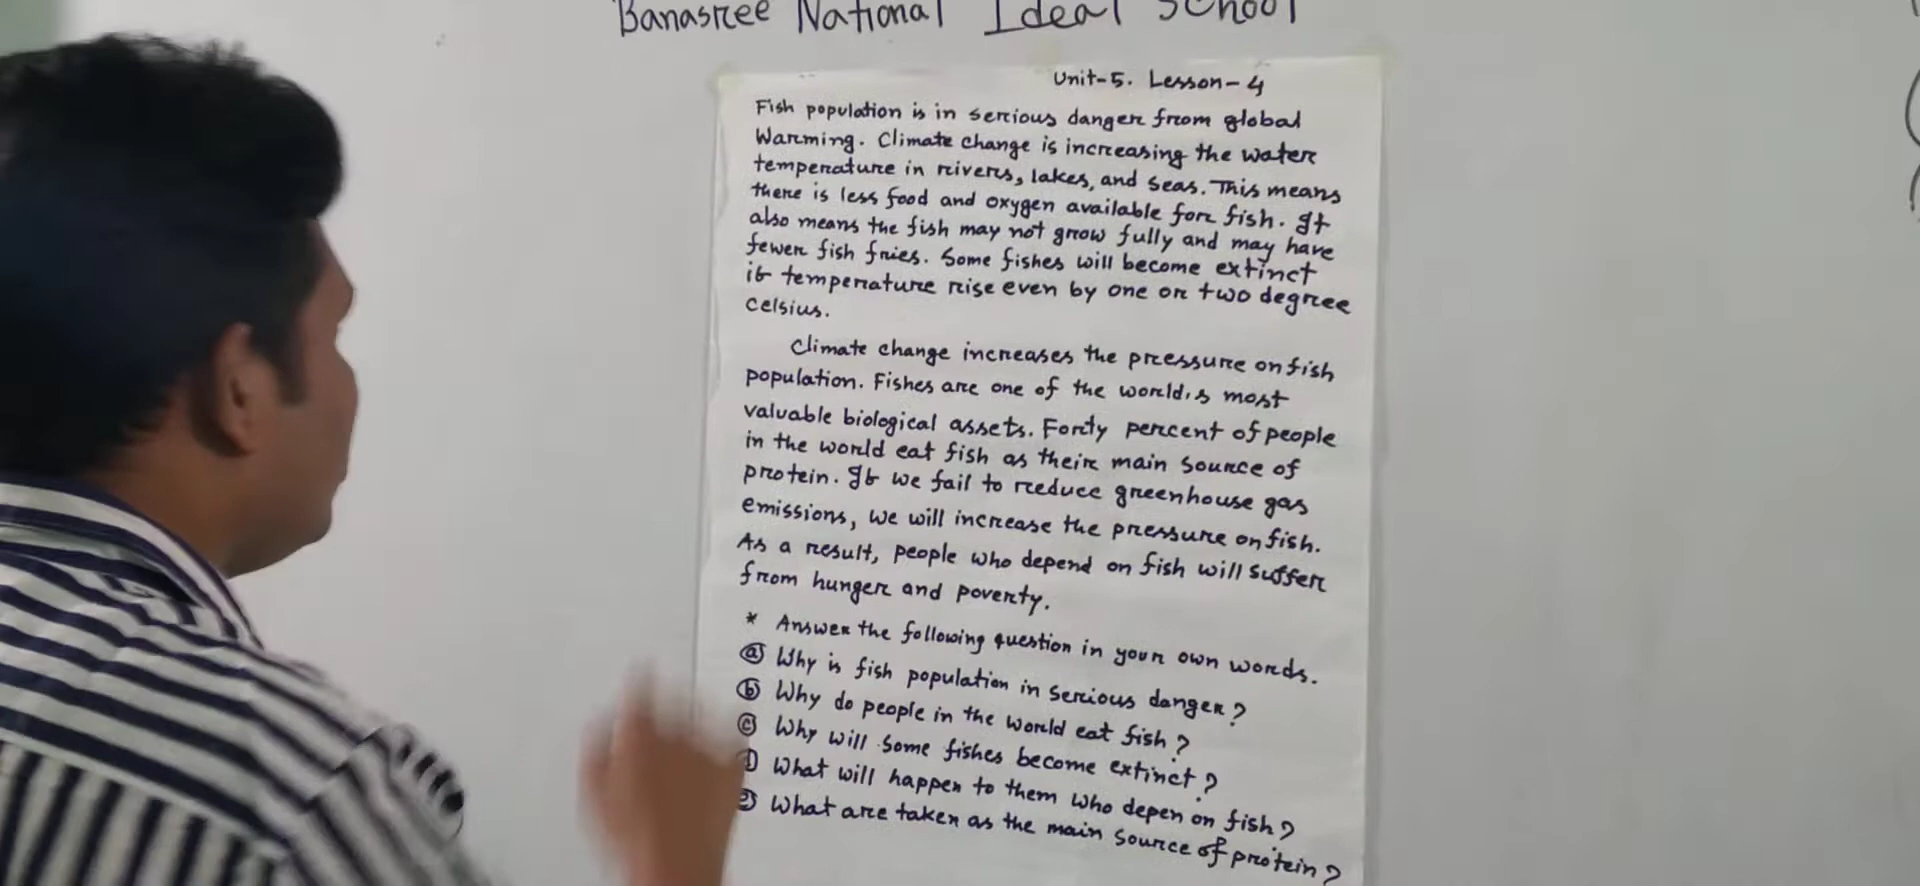 Banasree National Ideal School
Unit-5. Lesson-4
Fish population is in serious danger from global
Warming. Climate change is increasing the water
temperature in rivers, lakes, and seas. This means
there is less food and oxygen available for fish. It
also means the fish may not grow fully and may have
fewer fish fries. Some fishes will become extinct
if temperature rise even by one or two degree
celsius.
Climate change increases the pressure on fish
population. Fishes are one of the world's most
valuable biological assets. Forty percent of people
in the world eat fish as their main source of
protein. If we fail to reduce greenhouse gas
emissions, we will increase the pressure on fish.
As a result, people who depend on fish will suffer
from hunger and poverty.
* Answer the following question in your own words.
ⓐ Why is fish population in serious danger?
ⓑ Why do people in the world eat fish?
ⓒ Why will some fishes become extinct?
ⓓ What will happen to them who depen on fish?
ⓔ What are taken as the main source of protein?